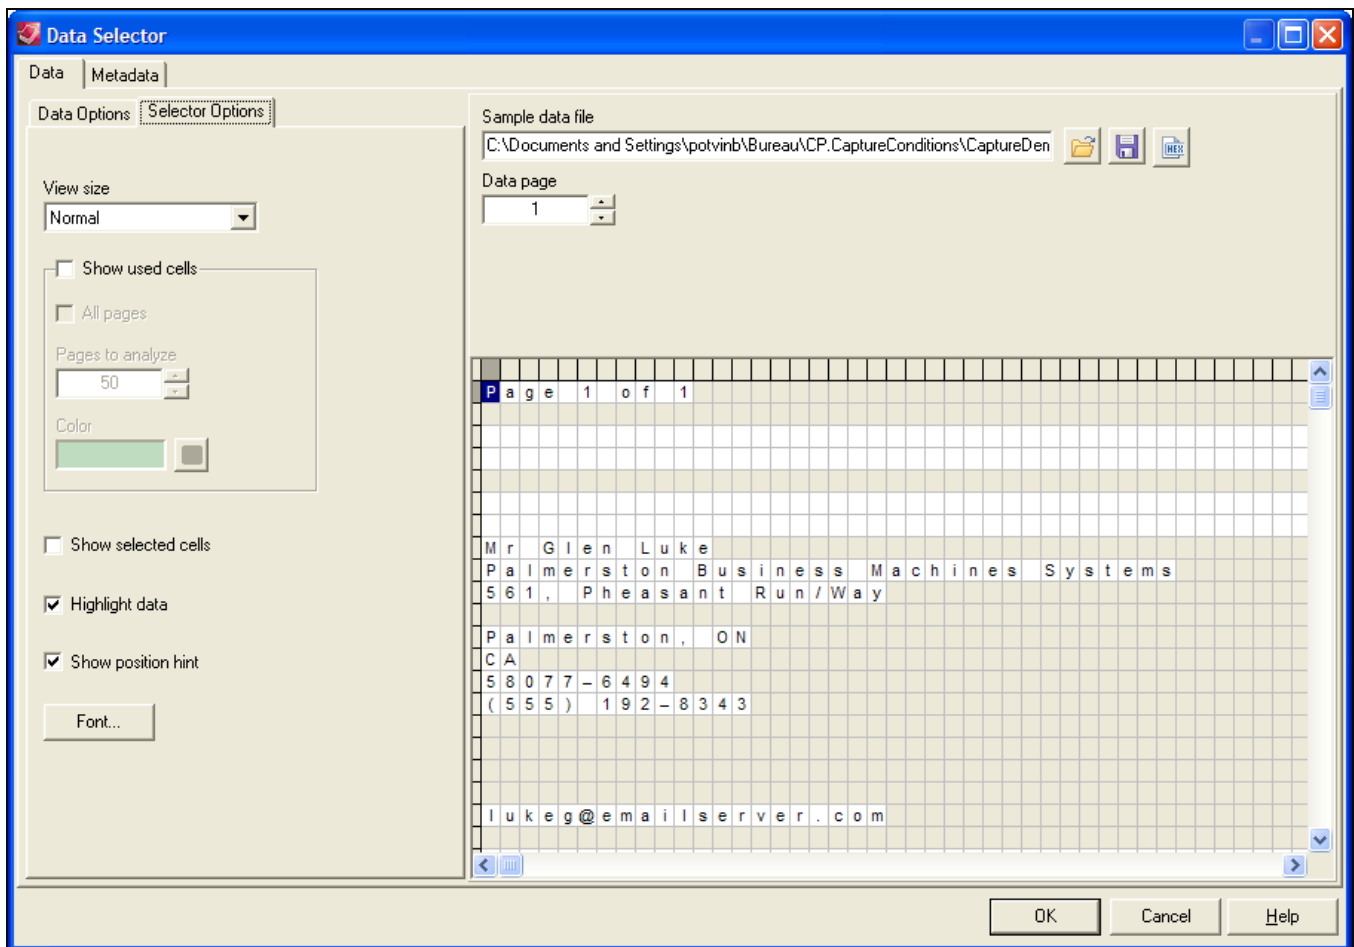 Data Selector
Data
Metadata
Data Options
Selector Options
View size
Normal
Show used cells
All pages
Pages to analyze
50
Color
Show selected cells
Highlight data
Show position hint
Font...
Sample data file
C:\Documents and Settings\potvinb\Bureau\CP.CaptureConditions\CaptureDen
HEX
Data page
1
Page 1 of 1
Mr Glen Luke
Palmerston Business Machines Systems
561, Pheasant Run/Way
Palmerston, ON
CA
58077-6494
(555) 192-8343
lukeg@emailserver.com
OK
Cancel
Help